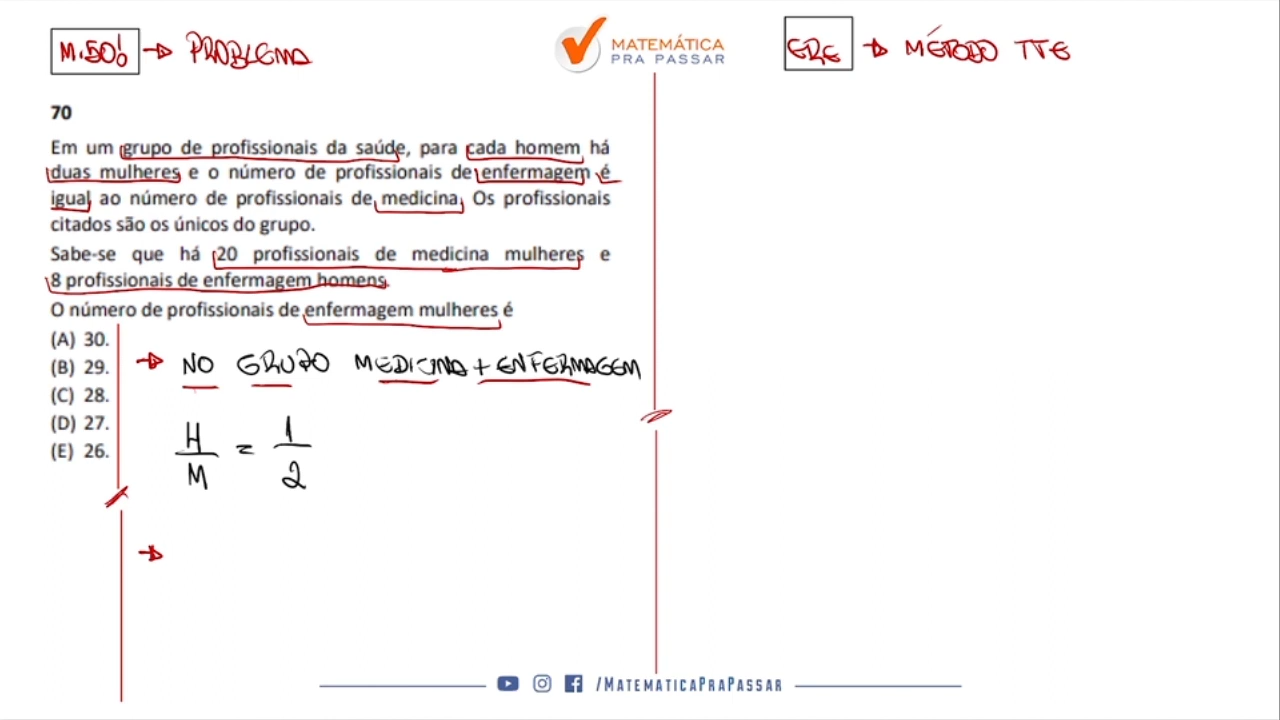 M.50% → PROBLEMA
MATEMÁTICA
PRA PASSAR
→ MÉTODO TTE
70
Em um grupo de profissionais da saúde, para cada homem há
duas mulheres e o número de profissionais de enfermagem é
igual ao número de profissionais de medicina. Os profissionais
citados são os únicos do grupo.
Sabe-se que há 20 profissionais de medicina mulheres e
8 profissionais de enfermagem homens.
O número de profissionais de enfermagem mulheres é
(A) 30.
(B) 29.
(C) 28.
(D) 27.
(E) 26.
→ NO GRUPO MEDICINA + ENFERMAGEM
H/M = 1/2
→
/MATEMATICAPRAPASSAR